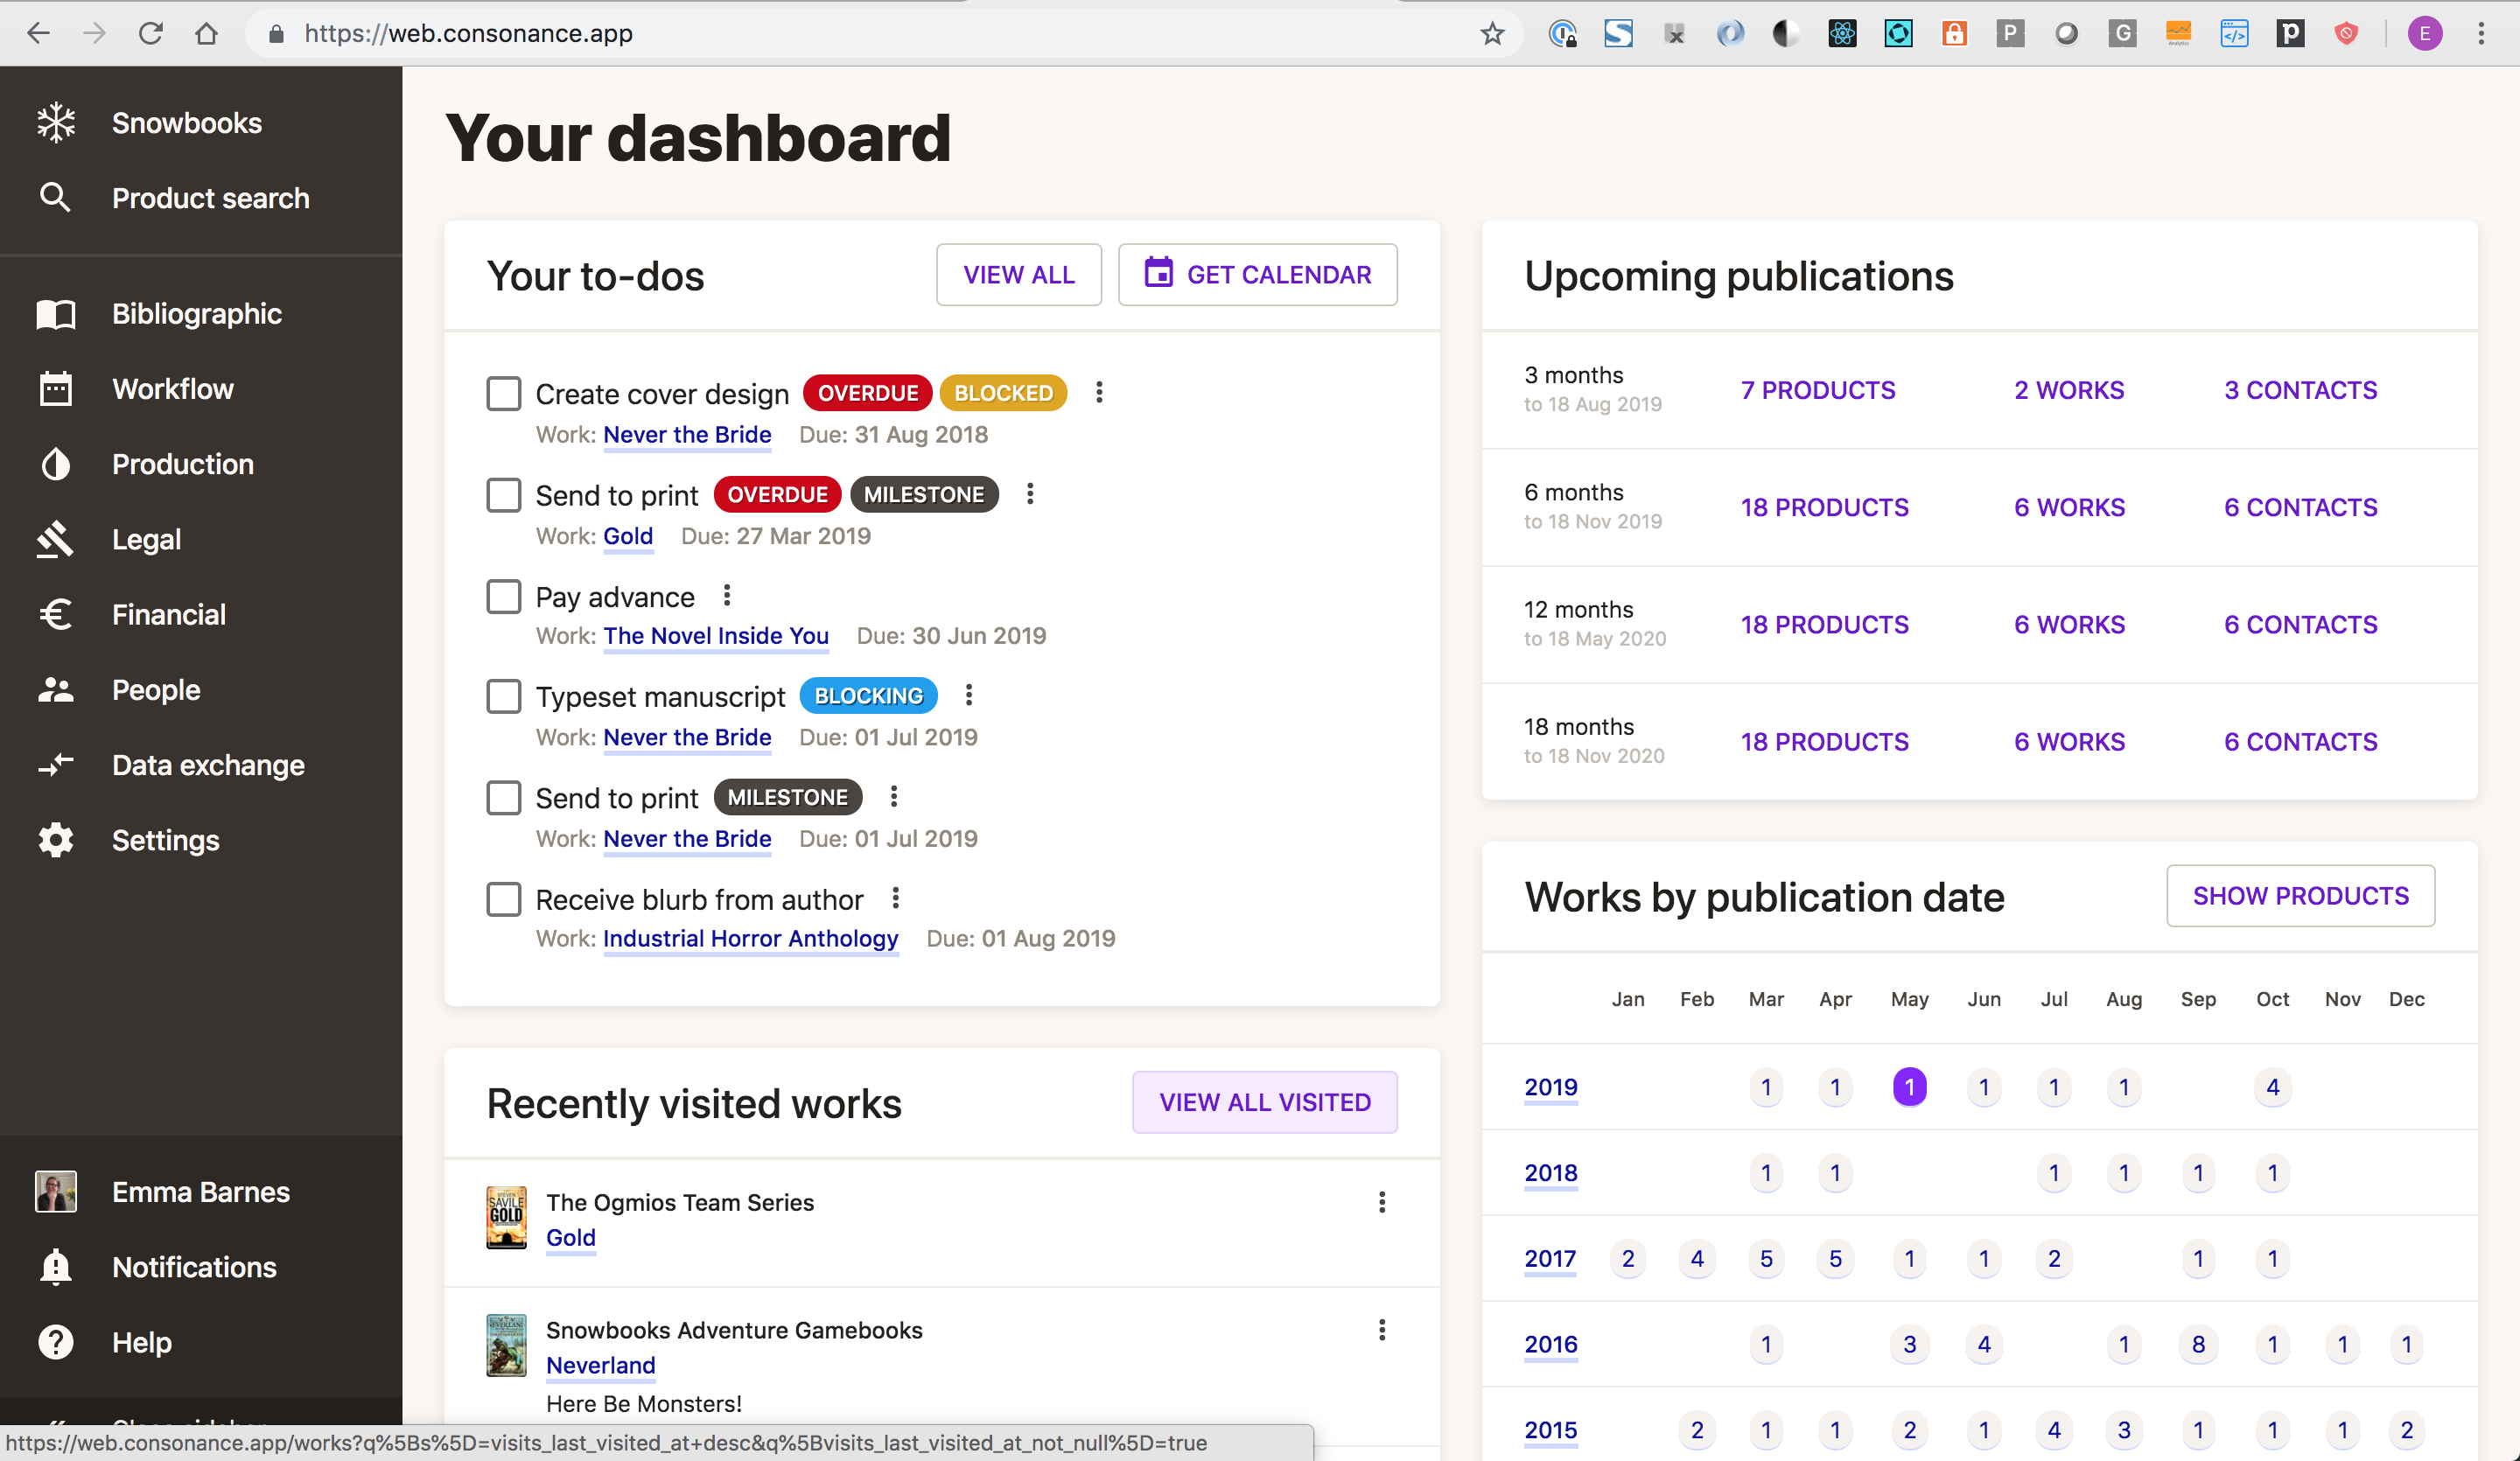 https://web.consonance.app
Snowbooks
Product search
Bibliographic
Workflow
Production
Legal
Financial
People
Data exchange
Settings
Emma Barnes
Notifications
Help
Your dashboard
Your to-dos
VIEW ALL
GET CALENDAR
Create cover design OVERDUE BLOCKED
Work: Never the Bride Due: 31 Aug 2018
Send to print OVERDUE MILESTONE
Work: Gold Due: 27 Mar 2019
Pay advance
Work: The Novel Inside You Due: 30 Jun 2019
Typeset manuscript BLOCKING
Work: Never the Bride Due: 01 Jul 2019
Send to print MILESTONE
Work: Never the Bride Due: 01 Jul 2019
Receive blurb from author
Work: Industrial Horror Anthology Due: 01 Aug 2019
Recently visited works
VIEW ALL VISITED
STEVEN
SAVILE
GOLD
The Ogmios Team Series
Gold
Snowbooks Adventure Gamebooks
Neverland
Here Be Monsters!
Upcoming publications
3 months 7 PRODUCTS 2 WORKS 3 CONTACTS
to 18 Aug 2019
6 months 18 PRODUCTS 6 WORKS 6 CONTACTS
to 18 Nov 2019
12 months 18 PRODUCTS 6 WORKS 6 CONTACTS
to 18 May 2020
18 months 18 PRODUCTS 6 WORKS 6 CONTACTS
to 18 Nov 2020
Works by publication date
SHOW PRODUCTS
Jan Feb Mar Apr May Jun Jul Aug Sep Oct Nov Dec
2019 1 1 1 1 1 1 4
2018 1 1 1 1 1 1
2017 2 4 5 5 1 1 2 1 1
2016 1 3 4 1 8 1 1 1
2015 2 1 1 2 1 4 3 1 1 1 2
https://web.consonance.app/works?q%5Bs%5D=visits_last_visited_at+desc&q%5Bvisits_last_visited_at_not_null%5D=true